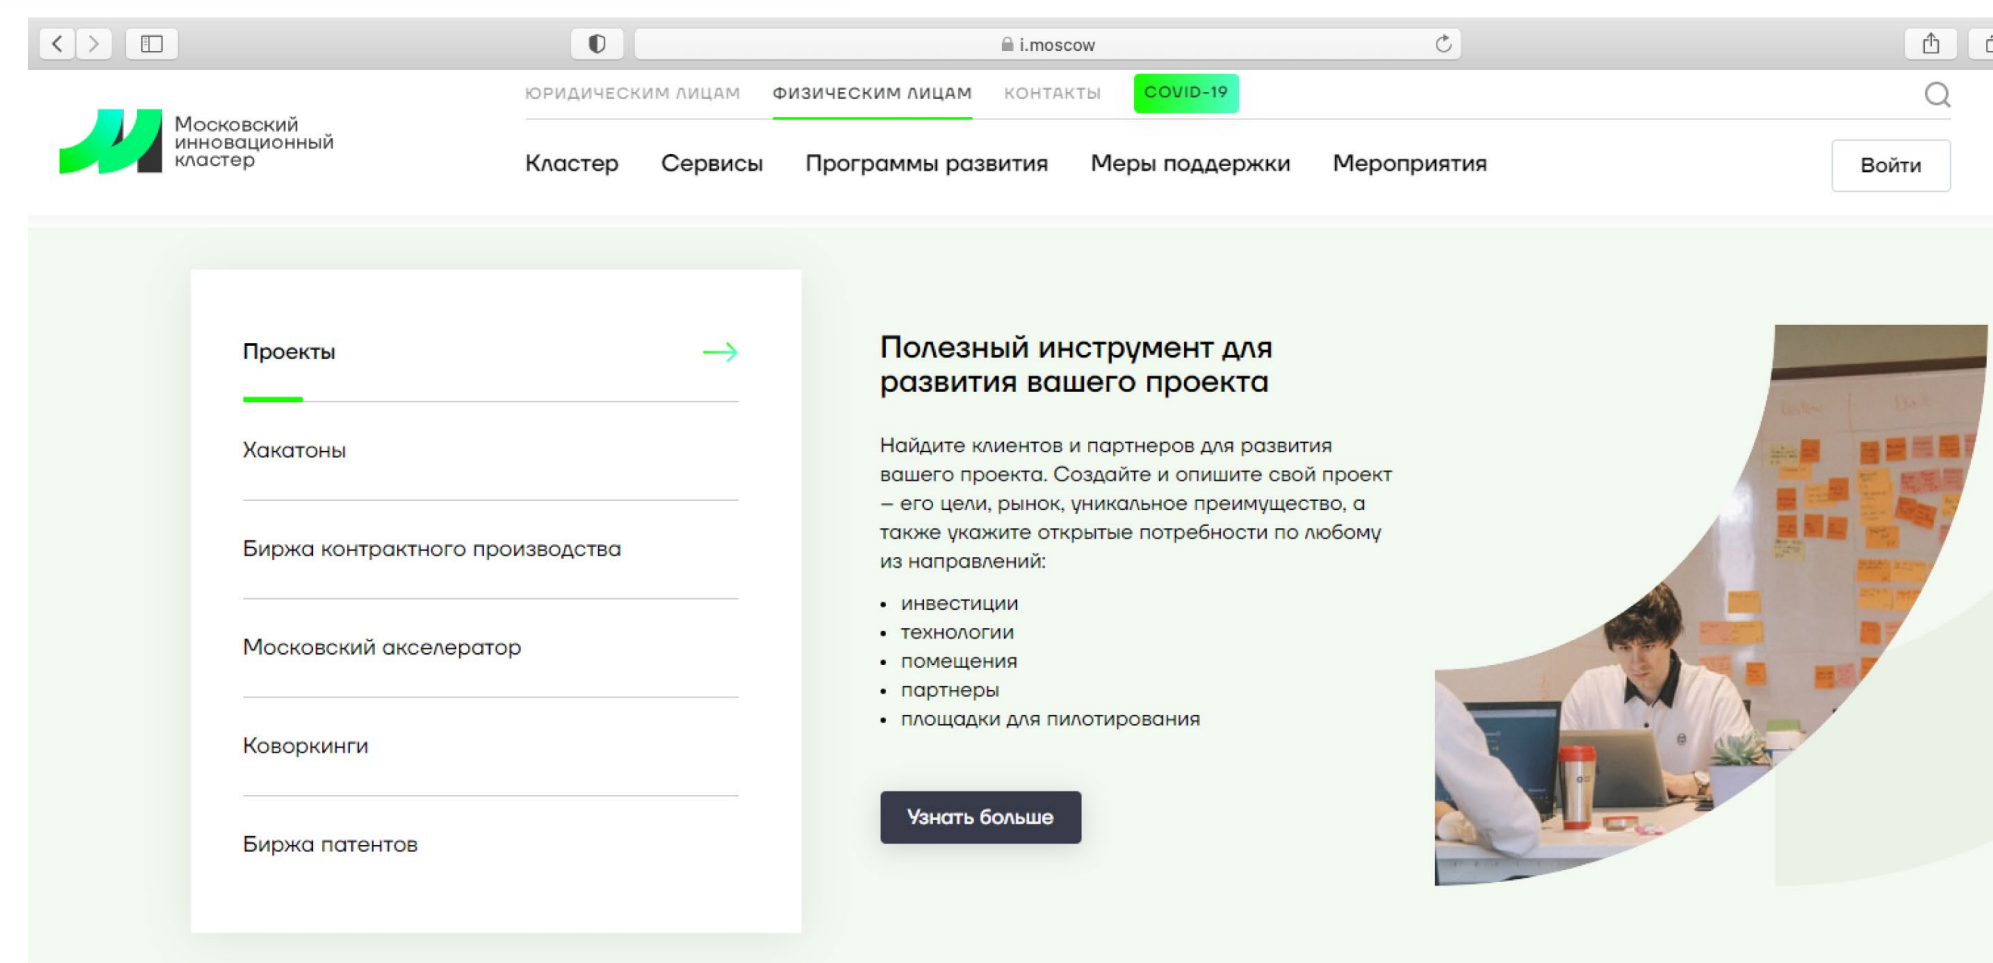 i.moscow
ЮРИДИЧЕСКИМ ЛИЦАМ
ФИЗИЧЕСКИМ ЛИЦАМ
КОНТАКТЫ
COVID-19
Московский
инновационный
кластер
Кластер
Сервисы
Программы развития
Меры поддержки
Мероприятия
Войти
Проекты
Хакатоны
Биржа контрактного производства
Московский акселератор
Коворкинги
Биржа патентов
Полезный инструмент для
развития вашего проекта
Найдите клиентов и партнеров для развития
вашего проекта. Создайте и опишите свой проект
– его цели, рынок, уникальное преимущество, а
также укажите открытые потребности по любому
из направлений:
• инвестиции
• технологии
• помещения
• партнеры
• площадки для пилотирования
Узнать больше